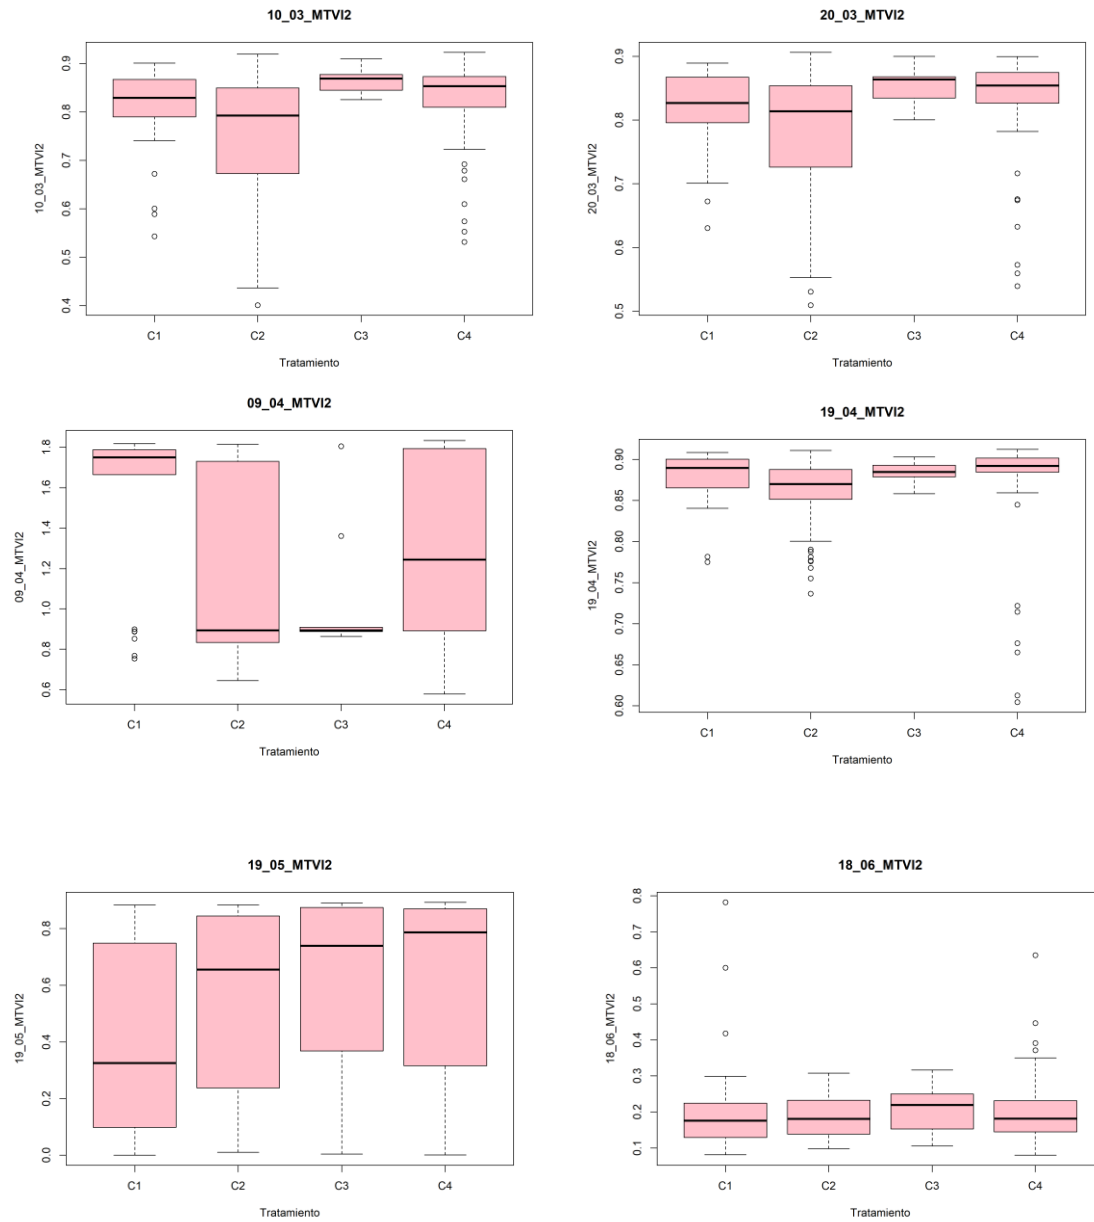 10_03_MTVI2
10_03_MTVI2
0.9
0.8
0.7
0.6
0.5
0.4
C1 C2 C3 C4
Tratamiento
20_03_MTVI2
20_03_MTVI2
0.9
0.8
0.7
0.6
0.5
C1 C2 C3 C4
Tratamiento
09_04_MTVI2
09_04_MTVI2
1.8
1.6
1.4
1.2
1.0
0.8
0.6
C1 C2 C3 C4
Tratamiento
19_04_MTVI2
19_04_MTVI2
0.90
0.85
0.80
0.75
0.70
0.65
0.60
C1 C2 C3 C4
Tratamiento
19_05_MTVI2
19_05_MTVI2
0.8
0.6
0.4
0.2
0.0
C1 C2 C3 C4
Tratamiento
18_06_MTVI2
18_06_MTVI2
0.8
0.7
0.6
0.5
0.4
0.3
0.2
0.1
C1 C2 C3 C4
Tratamiento